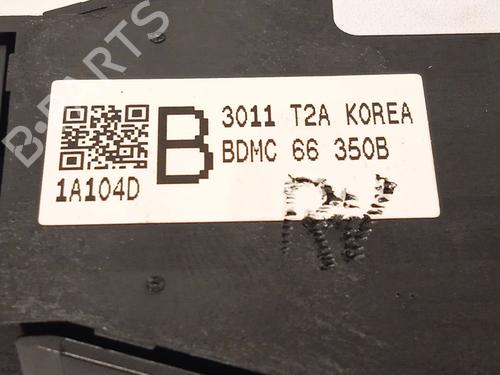 B-PARTS
B
3011 T2A KOREA
BDMC 66 350B
1A104D